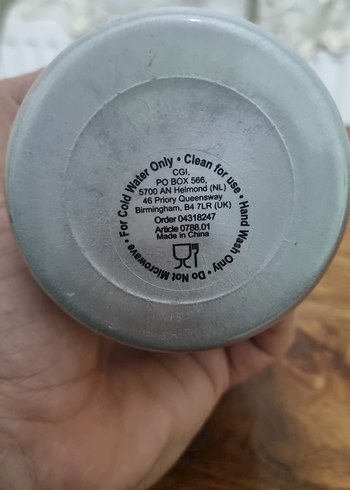 • For Cold Water Only • Clean for use • Hand Wash Only • Do Not Microwave
CGI,
PO BOX 566,
5700 AN Helmond (NL)
46 Priory Queensway
Birmingham, B4 7LR (UK)
Order 04318247
Article 0788.01
Made in China